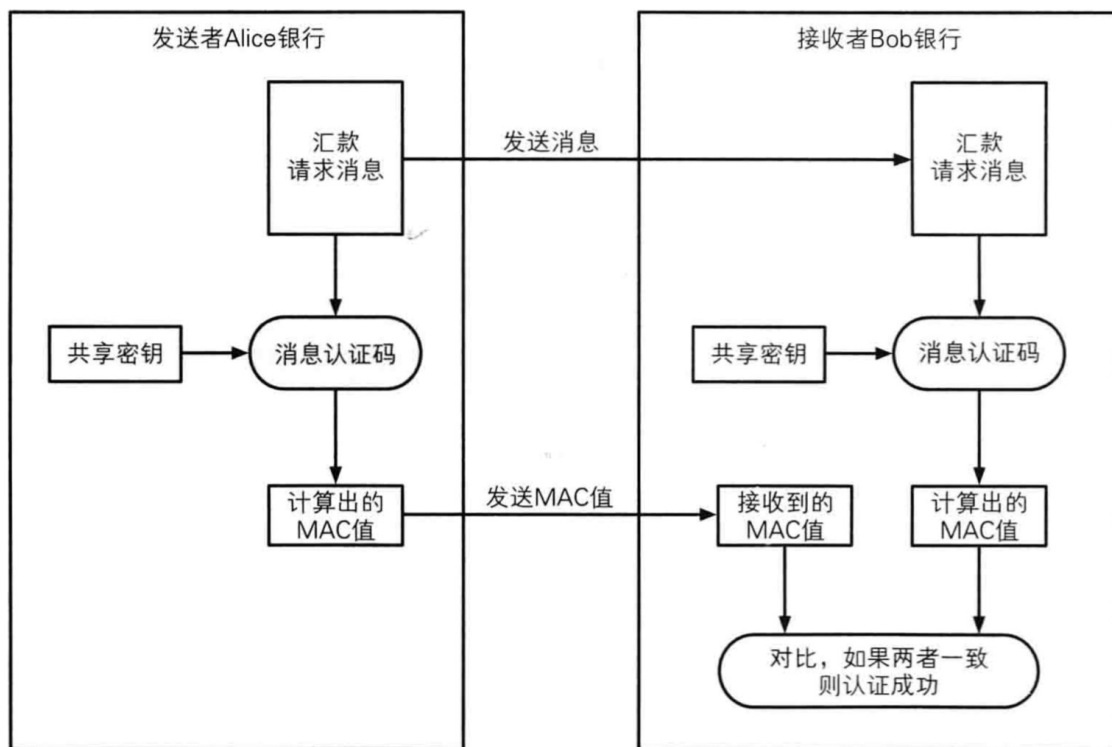 发送者Alice银行
接收者Bob银行
汇款
请求消息
发送消息
汇款
请求消息
共享密钥
消息认证码
共享密钥
消息认证码
计算出的
MAC值
发送MAC值
接收到的
MAC值
计算出的
MAC值
对比，如果两者一致
则认证成功